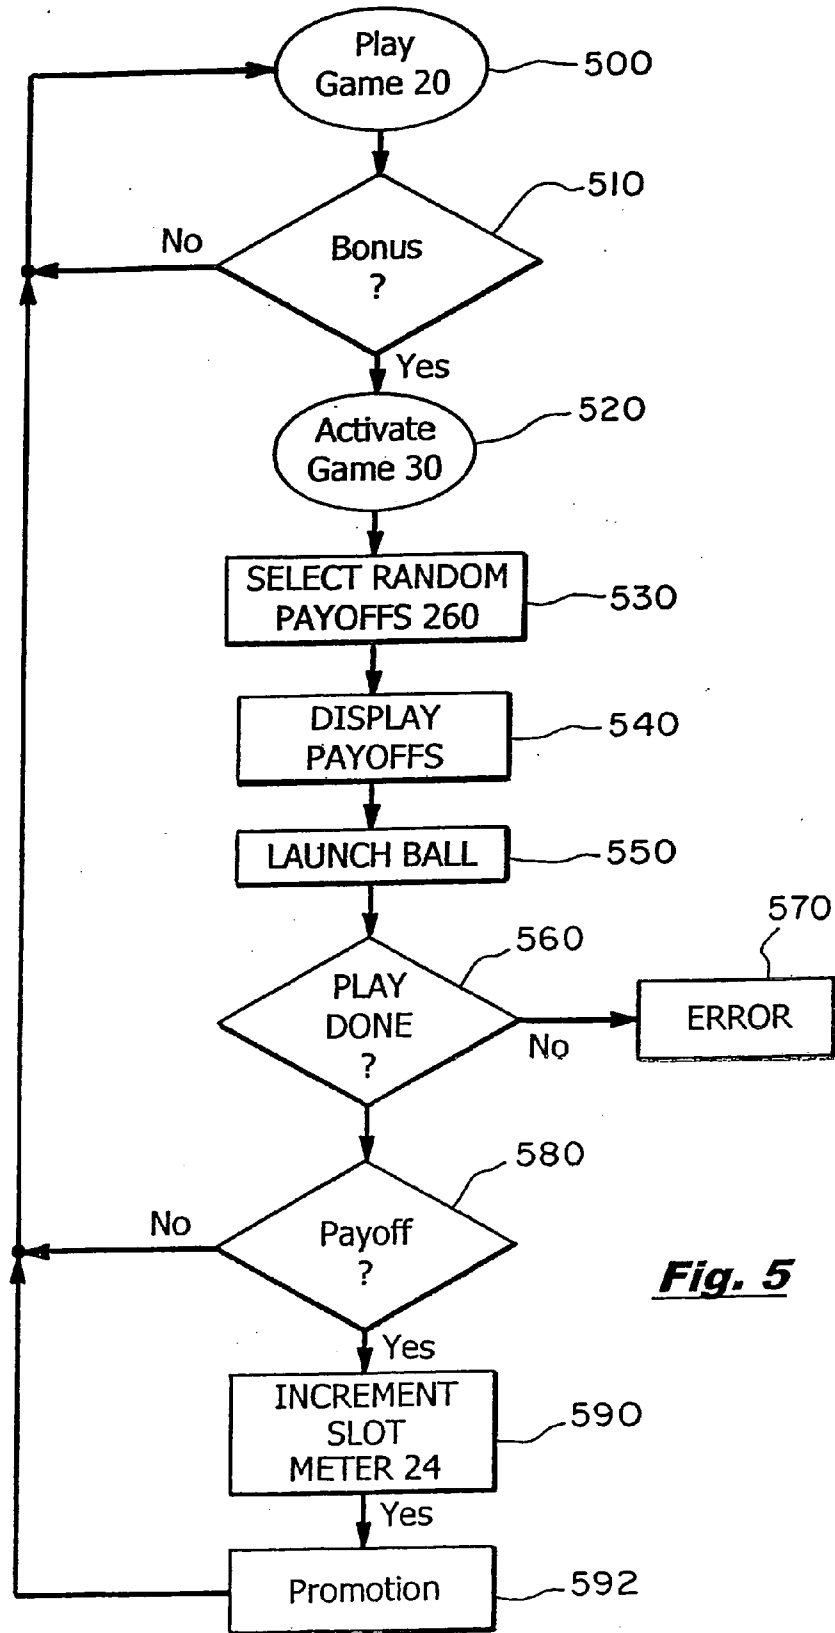 Play
Game 20
500
510
Bonus
?
No
Yes
520
Activate
Game 30
SELECT RANDOM
PAYOFFS 260
530
DISPLAY
PAYOFFS
540
LAUNCH BALL
550
560
570
PLAY
DONE
?
ERROR
No
580
Payoff
?
No
Fig. 5
Yes
INCREMENT
SLOT
METER 24
590
Yes
Promotion
592